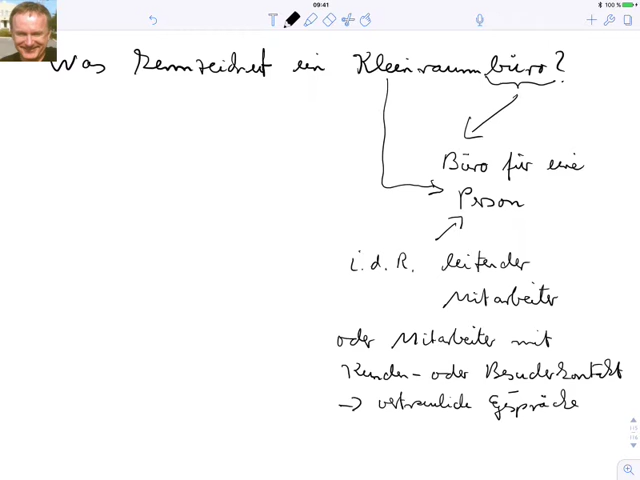 09:41
100 %
Was kennzeichnet ein Kleinraumbüro?
Büro für eine
Person
i.d.R. leitender
Mitarbeiter
oder Mitarbeiter mit
Kunden- oder Besucherkontakt
→ vertrauliche Gespräche